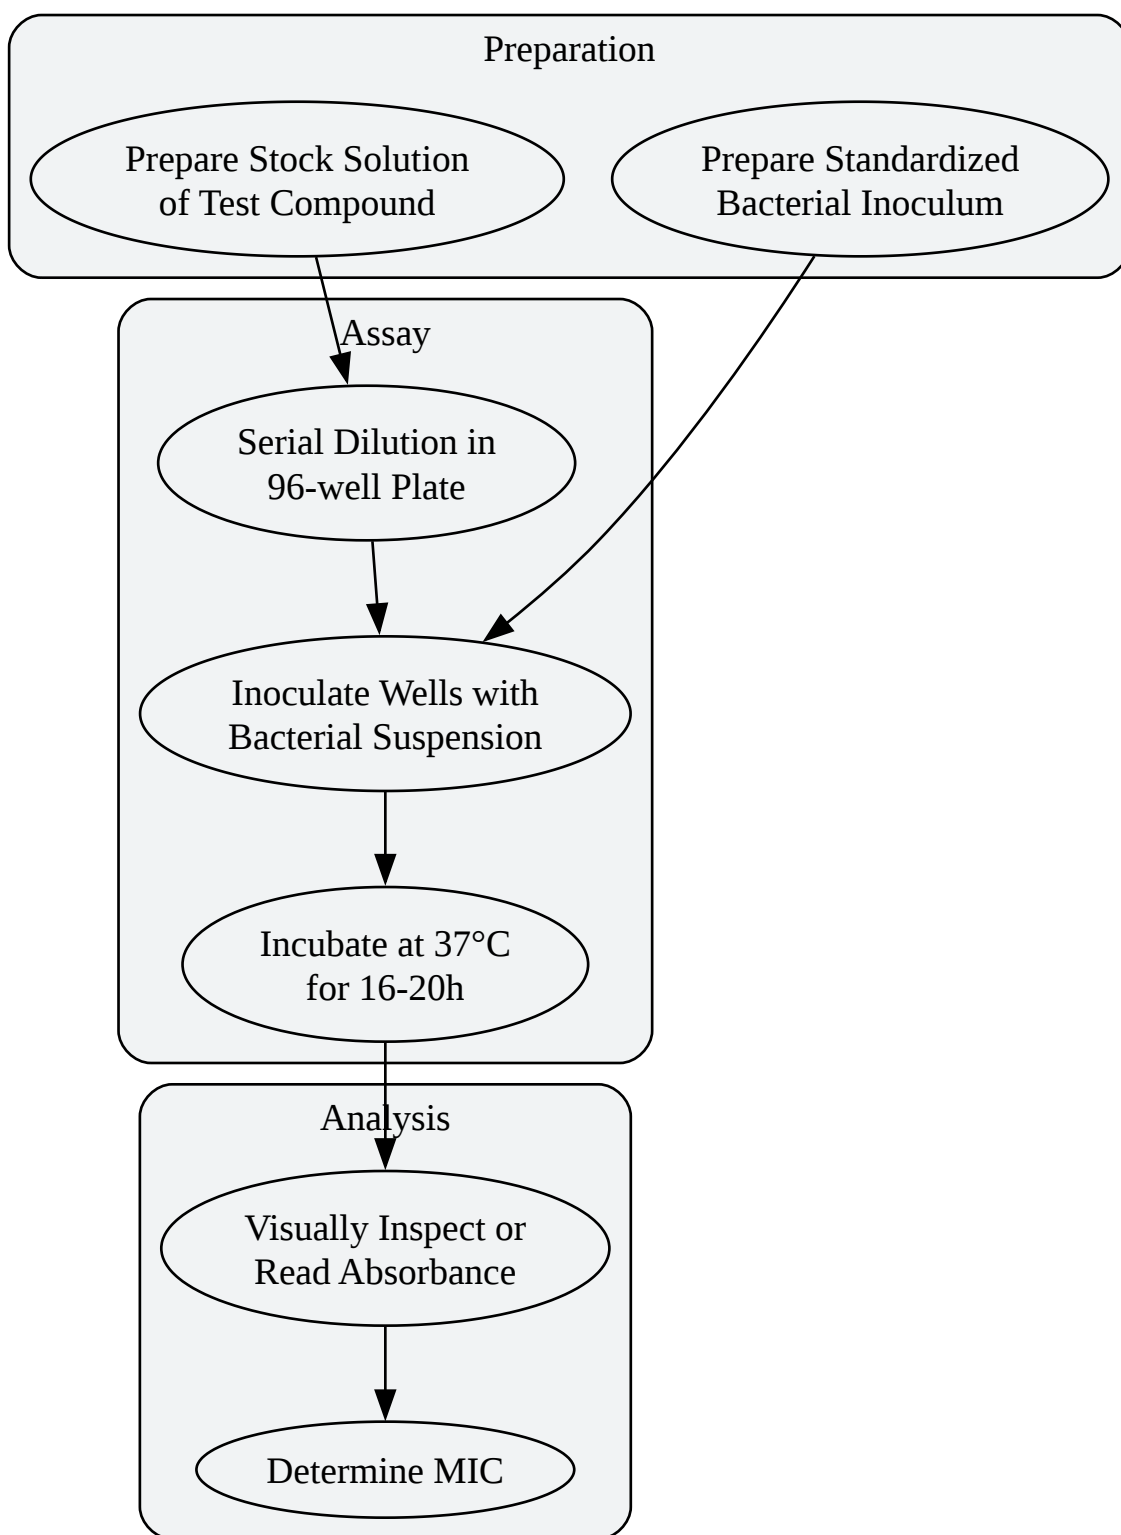 Preparation
Prepare Stock Solution
of Test Compound
Prepare Standardized
Bacterial Inoculum
Assay
Serial Dilution in
96-well Plate
Inoculate Wells with
Bacterial Suspension
Incubate at 37°C
for 16-20h
Analysis
Visually Inspect or
Read Absorbance
Determine MIC